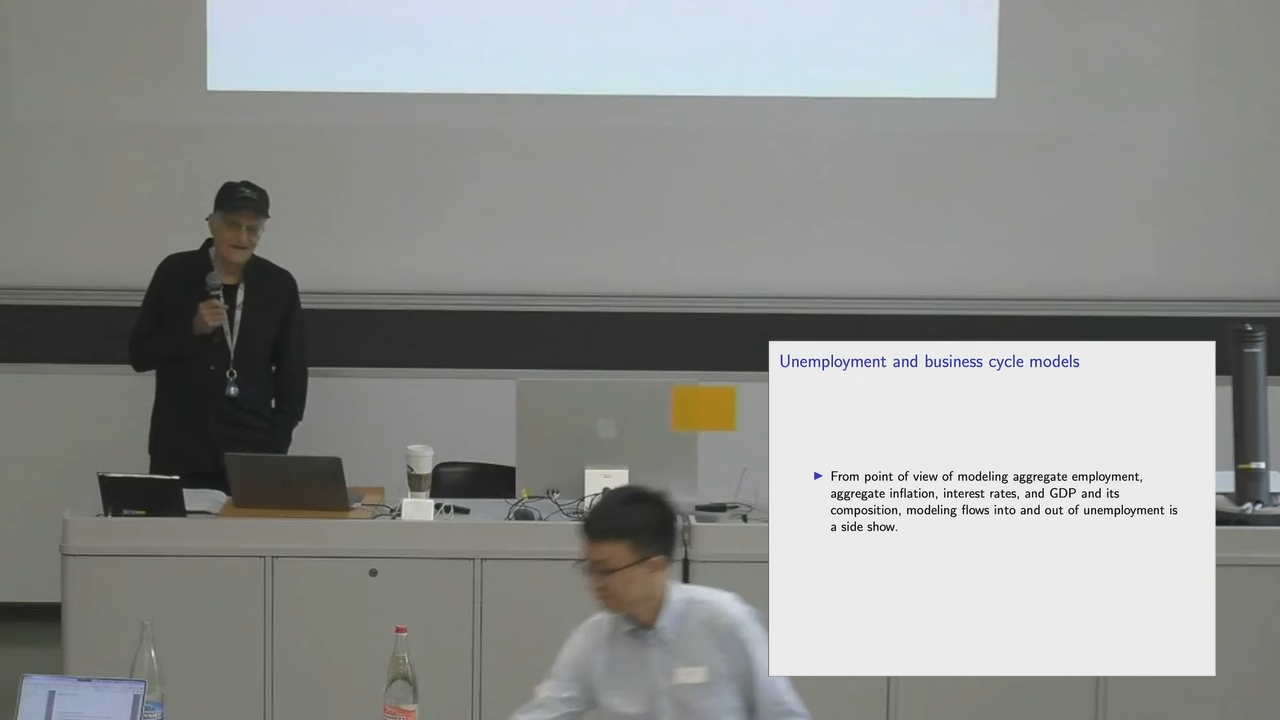 Unemployment and business cycle models
From point of view of modeling aggregate employment,
aggregate inflation, interest rates, and GDP and its
composition, modeling flows into and out of unemployment is
a side show.